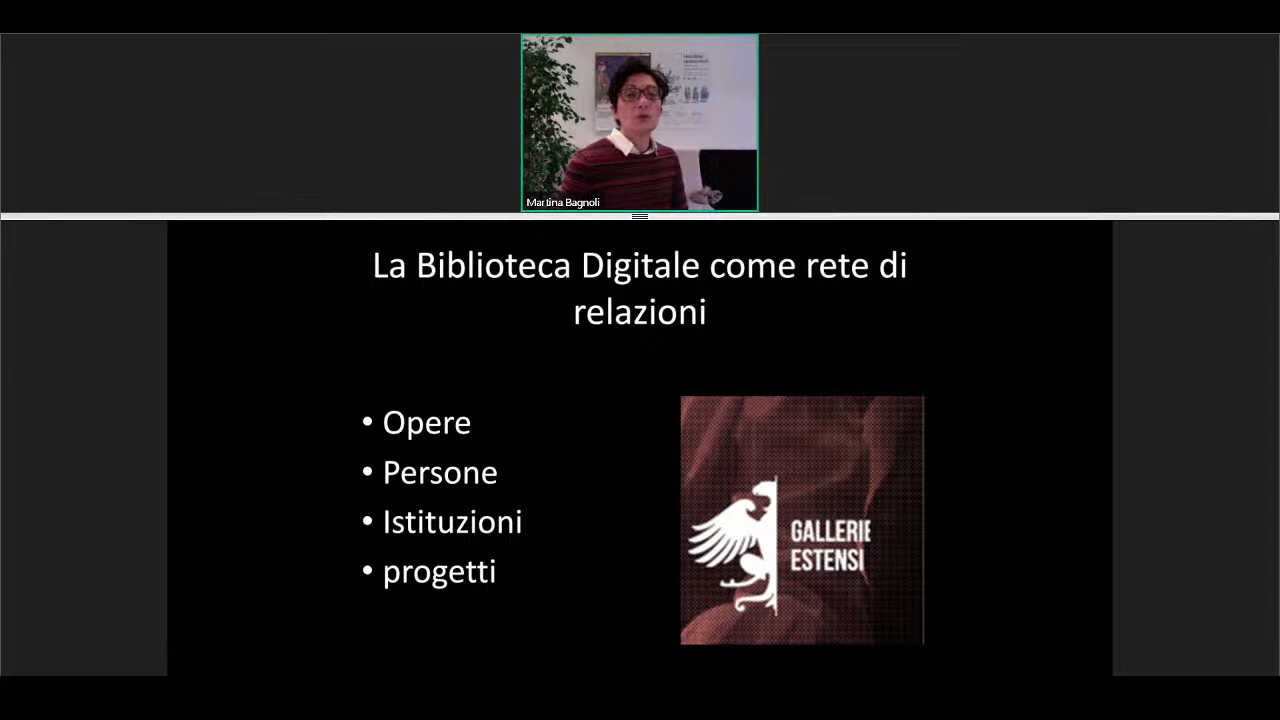 Martina Bagnoli
La Biblioteca Digitale come rete di
relazioni
• Opere
• Persone
• Istituzioni
• progetti
GALLERIE
ESTENSI